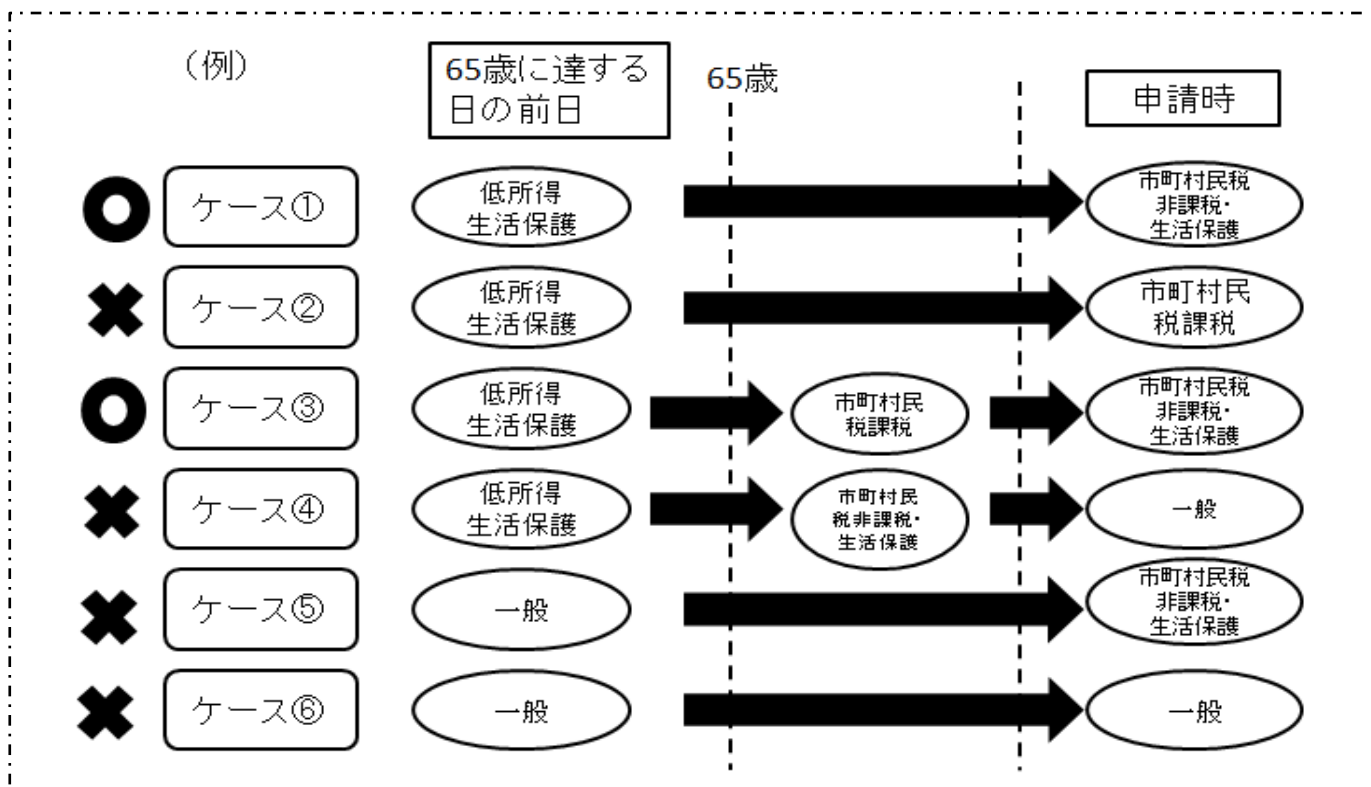 （例）
65歳に達する
日の前日
65歳
申請時
ケース①
低所得
生活保護
市町村民税
非課税・
生活保護
ケース②
低所得
生活保護
市町村民
税課税
ケース③
低所得
生活保護
市町村民
税課税
市町村民税
非課税・
生活保護
ケース④
低所得
生活保護
市町村民
税非課税・
生活保護
一般
ケース⑤
一般
市町村民税
非課税・
生活保護
ケース⑥
一般
一般